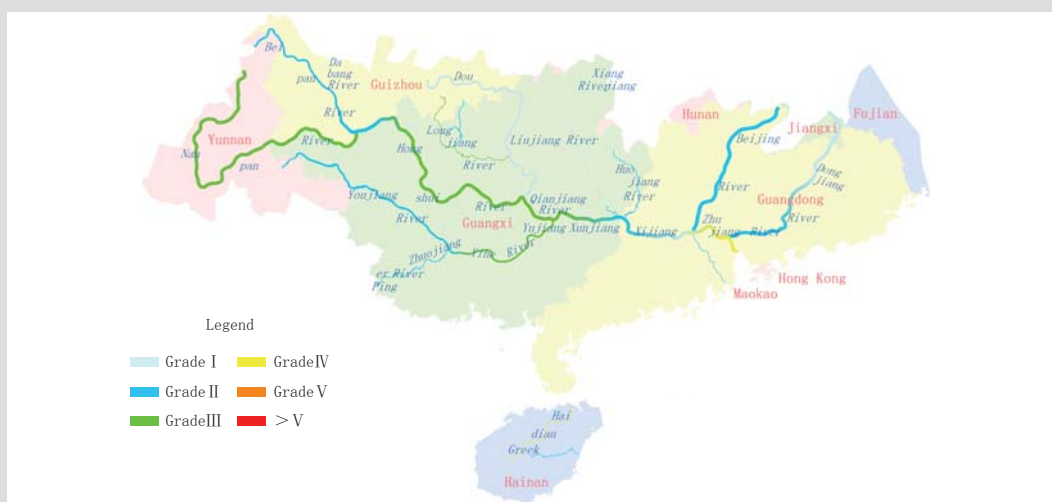 Bei
pan
River
Da
bang
River
Guizhou
Dou
Xiang
Riverjiang
Hunan
Jiangxi
Fujian
Yunnan
Nan
pan
River
Hong
shui
River
Long
jiang
River
Liujiang River
Huo
jiang
River
Beijing
River
Dong
jiang
River
Guangdong
Youjiang
River
Guangxi
Qianjiang
River
Yujiang Xunjiang
River
Xijiang
Zhu
jiang River
Zhuojiang
er River
Ping
Hong Kong
Maokao
Legend
Grade Ⅰ
Grade Ⅱ
GradeⅢ
GradeⅣ
Grade Ⅴ
＞Ⅴ
Hai
dian
Greek
Hainan